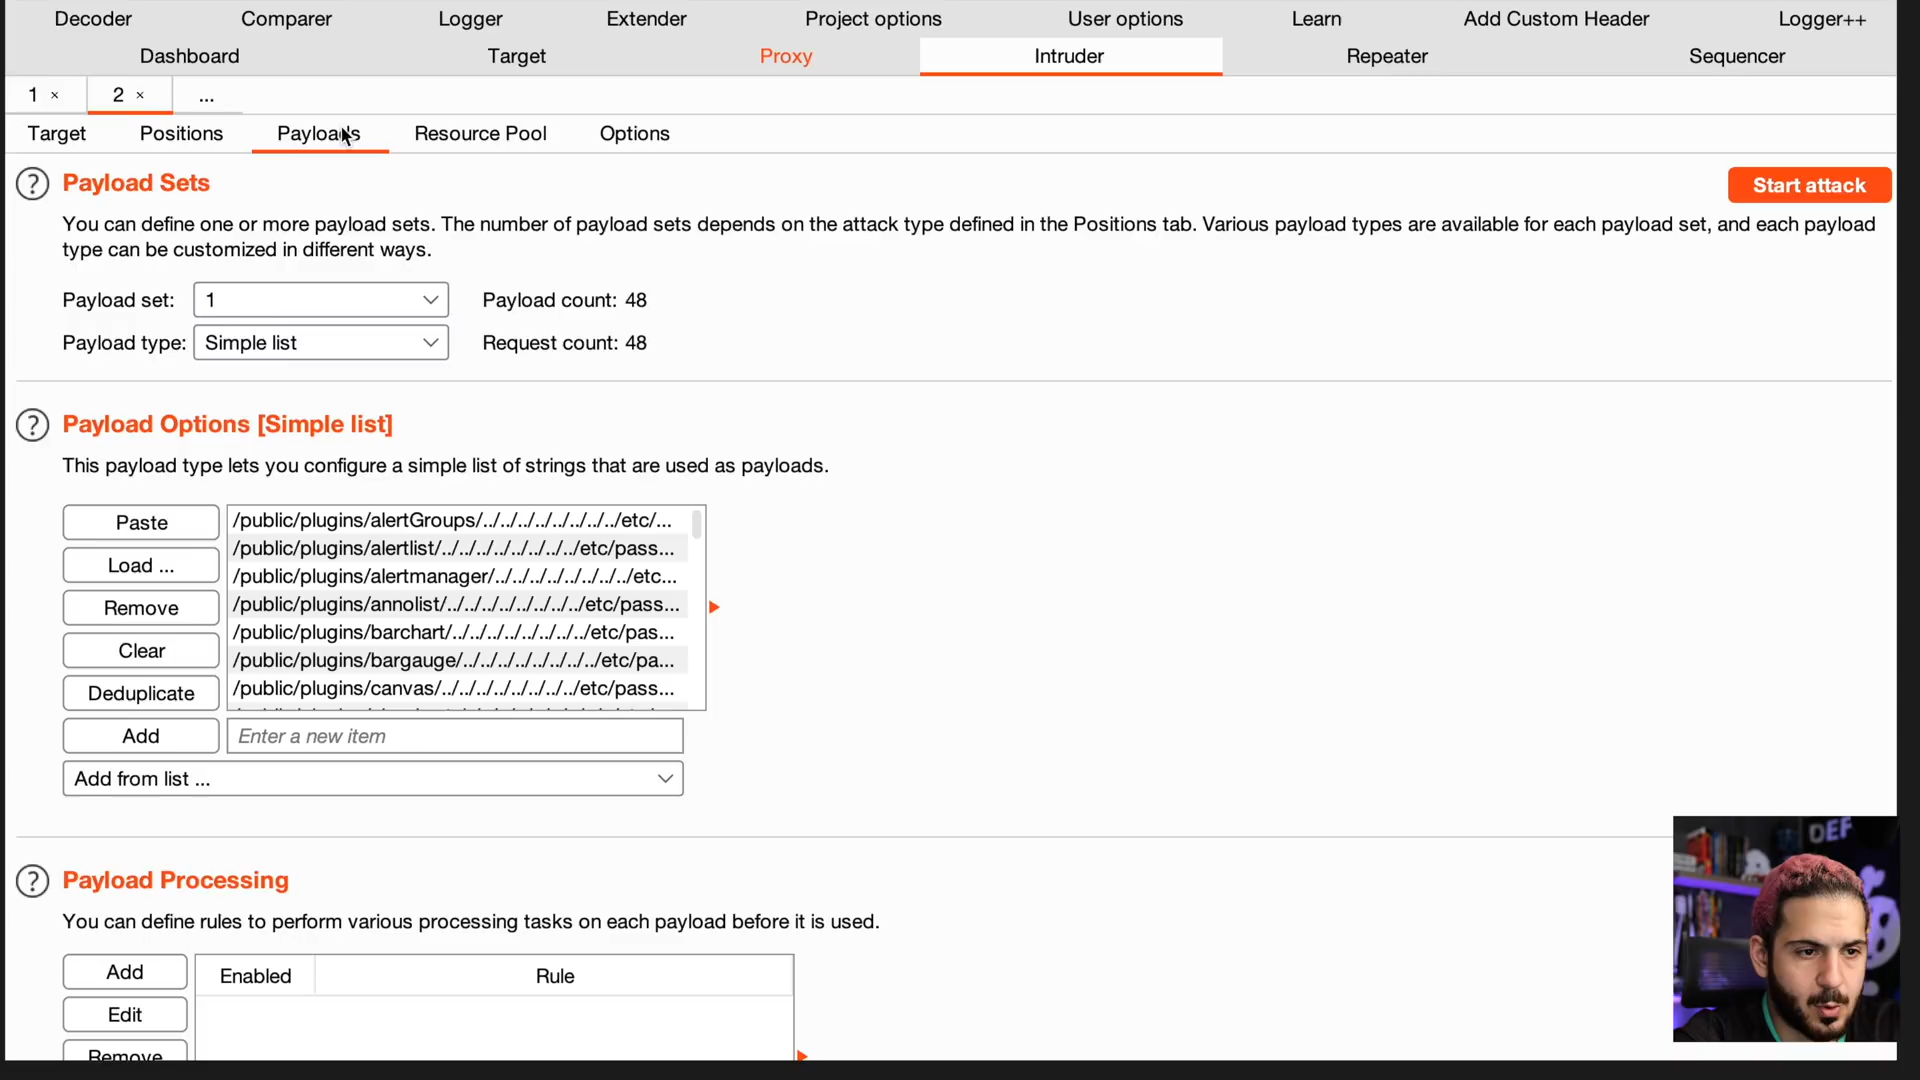 Decoder Comparer Logger Extender Project options User options Learn Add Custom Header Logger++
Dashboard Target Proxy Intruder Repeater Sequencer
1 × 2 × ...
Target Positions Payloads Resource Pool Options
? Payload Sets
Start attack
You can define one or more payload sets. The number of payload sets depends on the attack type defined in the Positions tab. Various payload types are available for each payload set, and each payload
type can be customized in different ways.
Payload set: 1 Payload count: 48
Payload type: Simple list Request count: 48
? Payload Options [Simple list]
This payload type lets you configure a simple list of strings that are used as payloads.
Paste
Load ...
Remove
Clear
Deduplicate
/public/plugins/alertGroups/../../../../../../../../etc/...
/public/plugins/alertlist/../../../../../../../../etc/pass...
/public/plugins/alertmanager/../../../../../../../../etc...
/public/plugins/annolist/../../../../../../../../etc/pass...
/public/plugins/barchart/../../../../../../../../etc/pas...
/public/plugins/bargauge/../../../../../../../../etc/pa...
/public/plugins/canvas/../../../../../../../../etc/pass...
Add Enter a new item
Add from list ...
? Payload Processing
You can define rules to perform various processing tasks on each payload before it is used.
Add
Edit
Remove
Enabled Rule
DEF